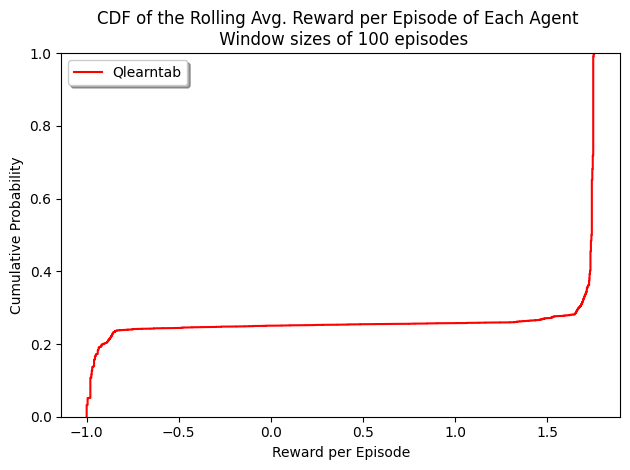 CDF of the Rolling Avg. Reward per Episode of Each Agent
Window sizes of 100 episodes
Qlearntab
1.0
0.8
0.6
0.4
0.2
0.0
Cumulative Probability
−1.0
−0.5
0.0
0.5
1.0
1.5
Reward per Episode